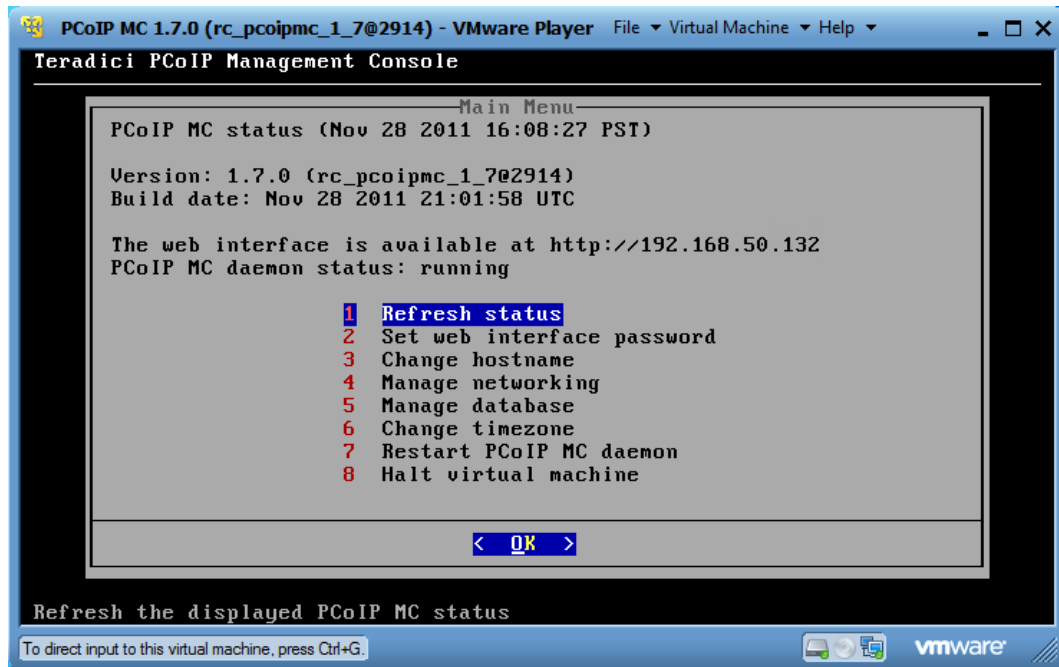 PCoIP MC 1.7.0 (rc_pcoipmc_1_7@2914) - VMware Player File Virtual Machine Help
Teradici PCoIP Management Console
Main Menu
PCoIP MC status (Nov 28 2011 16:08:27 PST)
Version: 1.7.0 (rc_pcoipmc_1_7@2914)
Build date: Nov 28 2011 21:01:58 UTC
The web interface is available at http://192.168.50.132
PCoIP MC daemon status: running
1 Refresh status
2 Set web interface password
3 Change hostname
4 Manage networking
5 Manage database
6 Change timezone
7 Restart PCoIP MC daemon
8 Halt virtual machine
< OK >
Refresh the displayed PCoIP MC status
To direct input to this virtual machine, press Ctrl+G.
vmware